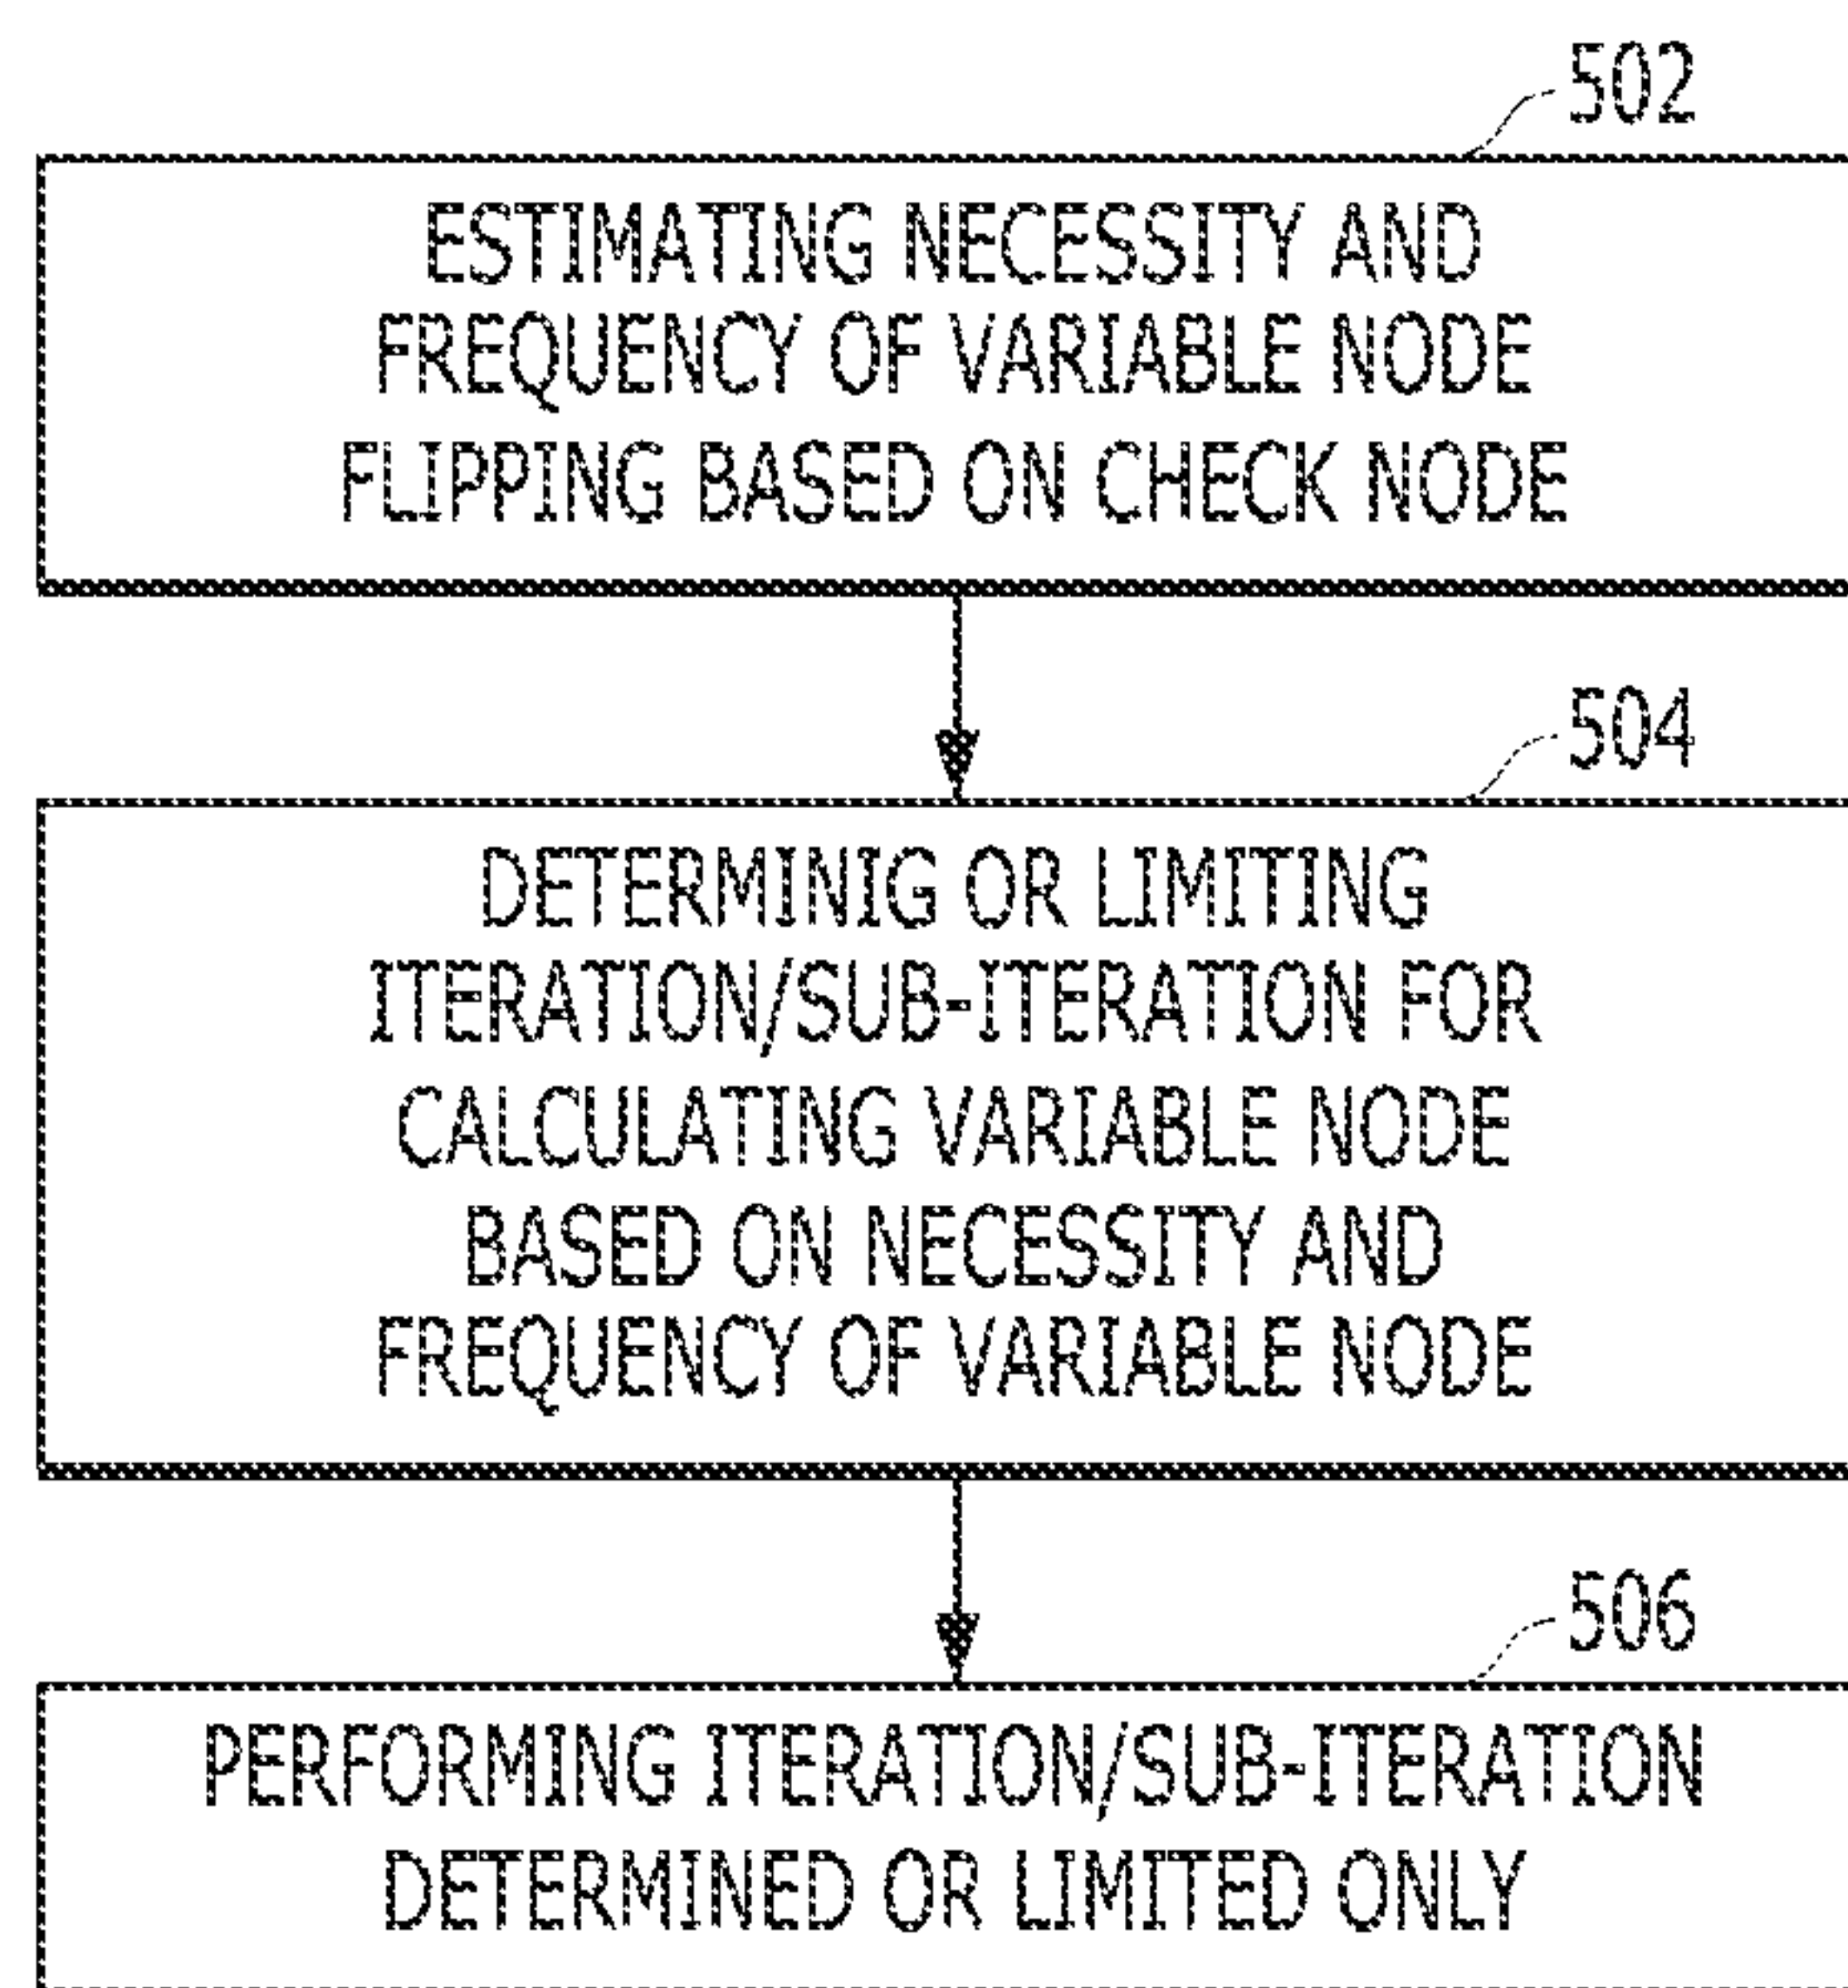 502
ESTIMATING NECESSITY AND
FREQUENCY OF VARIABLE NODE
FLIPPING BASED ON CHECK NODE
504
DETERMINIG OR LIMITING
ITERATION/SUB-ITERATION FOR
CALCULATING VARIABLE NODE
BASED ON NECESSITY AND
FREQUENCY OF VARIABLE NODE
506
PERFORMING ITERATION/SUB-ITERATION
DETERMINED OR LIMITED ONLY